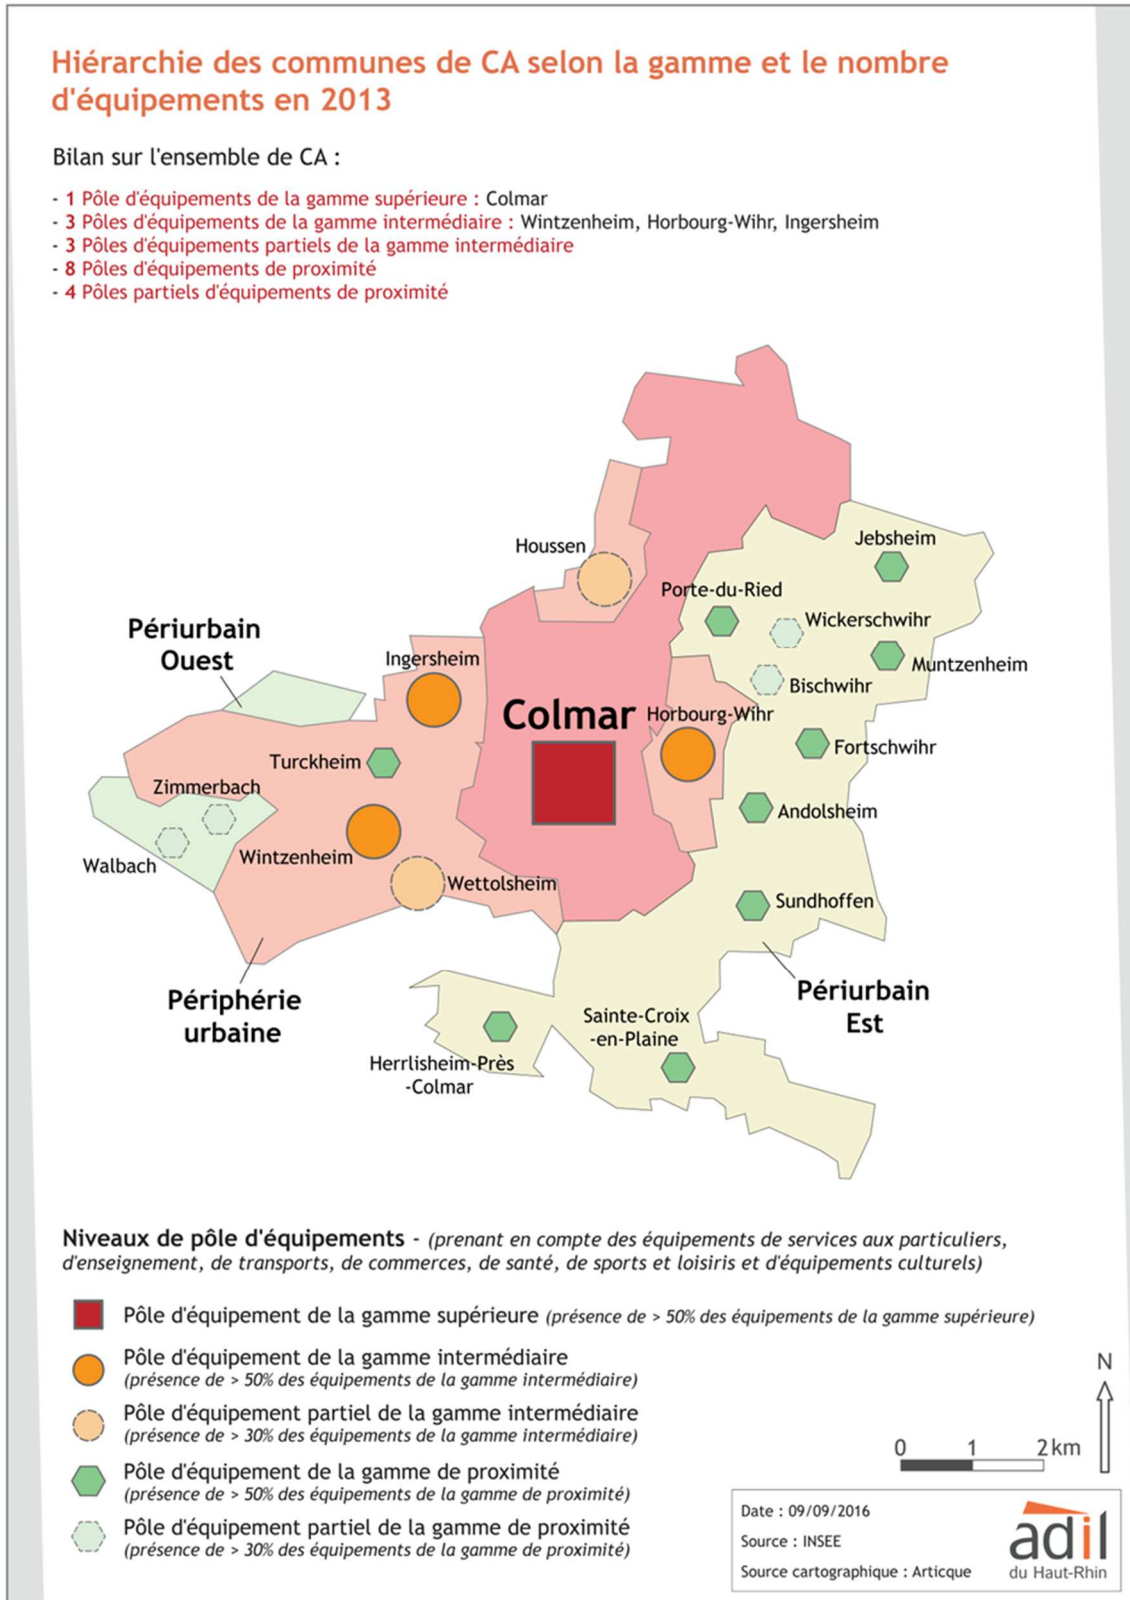 Hiérarchie des communes de CA selon la gamme et le nombre
d'équipements en 2013
Bilan sur l'ensemble de CA :
- 1 Pôle d'équipements de la gamme supérieure : Colmar
- 3 Pôles d'équipements de la gamme intermédiaire : Wintzenheim, Horbourg-Wihr, Ingersheim
- 3 Pôles d'équipements partiels de la gamme intermédiaire
- 8 Pôles d'équipements de proximité
- 4 Pôles partiels d'équipements de proximité
Jebsheim
Houssen
Porte-du-Ried
Wickerschwihr
Périurbain
Ouest
Ingersheim
Muntzenheim
Bischwihr
Colmar
Horbourg-Wihr
Fortschwihr
Turckheim
Zimmerbach
Andolsheim
Walbach
Wintzenheim
Wettolsheim
Sundhoffen
Périphérie
urbaine
Périurbain
Est
Sainte-Croix
-en-Plaine
Herrlisheim-Près
-Colmar
Niveaux de pôle d'équipements - (prenant en compte des équipements de services aux particuliers,
d'enseignement, de transports, de commerces, de santé, de sports et loisiris et d'équipements culturels)
Pôle d'équipement de la gamme supérieure (présence de > 50% des équipements de la gamme supérieure)
Pôle d'équipement de la gamme intermédiaire
(présence de > 50% des équipements de la gamme intermédiaire)
Pôle d'équipement partiel de la gamme intermédiaire
(présence de > 30% des équipements de la gamme intermédiaire)
Pôle d'équipement de la gamme de proximité
(présence de > 50% des équipements de la gamme de proximité)
Pôle d'équipement partiel de la gamme de proximité
(présence de > 30% des équipements de la gamme de proximité)
N
0 1 2 km
Date : 09/09/2016
Source : INSEE
Source cartographique : Articque
adil
du Haut-Rhin